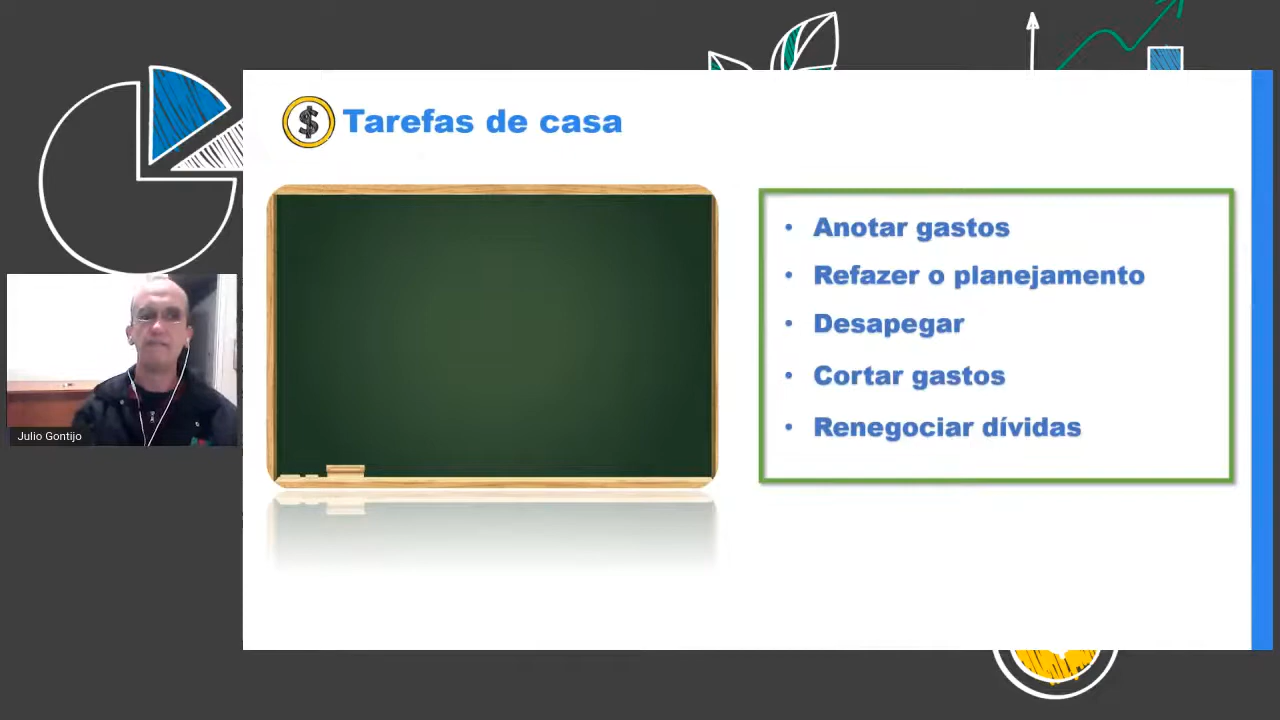 Tarefas de casa
• Anotar gastos
• Refazer o planejamento
• Desapegar
• Cortar gastos
• Renegociar dívidas
Julio Gontijo